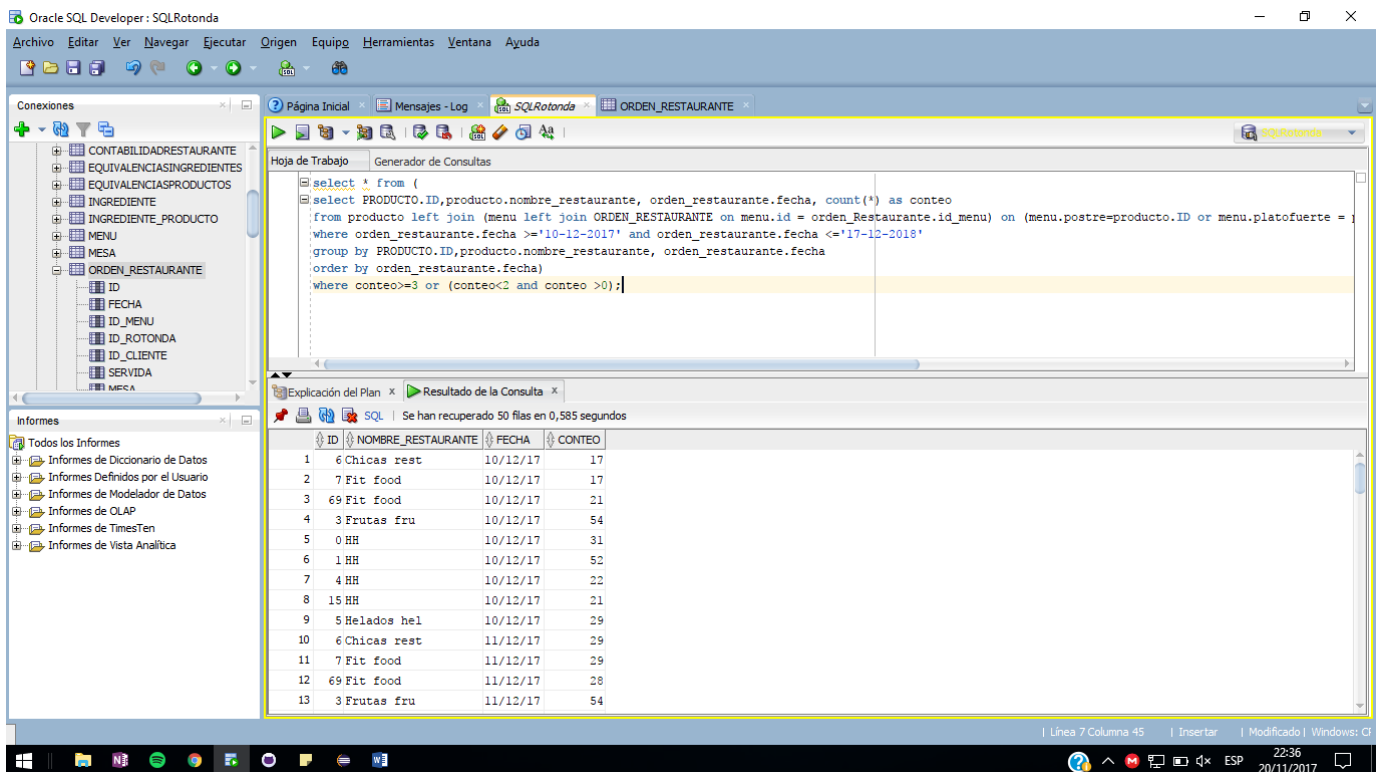 Oracle SQL Developer : SQLRotonda
Archivo Editar Ver Navegar Ejecutar Origen Equipo Herramientas Ventana Ayuda
Conexiones
CONTABILIDADRESTAURANTE
EQUIVALENCIASINGREDIENTES
EQUIVALENCIASPRODUCTOS
INGREDIENTE
INGREDIENTE_PRODUCTO
MENU
MESA
ORDEN_RESTAURANTE
ID
FECHA
ID_MENU
ID_ROTONDA
ID_CLIENTE
SERVIDA
MESA
Informes
Todos los Informes
Informes de Diccionario de Datos
Informes Definidos por el Usuario
Informes de Modelador de Datos
Informes de OLAP
Informes de TimesTen
Informes de Vista Analítica
Página Inicial Mensajes - Log SQLRotonda ORDEN_RESTAURANTE
SQLRotonda
Hoja de Trabajo Generador de Consultas
select * from (
select PRODUCTO.ID,producto.nombre_restaurante, orden_restaurante.fecha, count(*) as conteo
from producto left join (menu left join ORDEN_RESTAURANTE on menu.id = orden_Restaurante.id_menu) on (menu.postre=producto.ID or menu.platofuerte =
where orden_restaurante.fecha >='10-12-2017' and orden_restaurante.fecha <='17-12-2018'
group by PRODUCTO.ID,producto.nombre_restaurante, orden_restaurante.fecha
order by orden_restaurante.fecha)
where conteo>=3 or (conteo<2 and conteo >0);
Explicación del Plan x Resultado de la Consulta x
SQL | Se han recuperado 50 filas en 0,585 segundos
ID NOMBRE_RESTAURANTE FECHA CONTEO
1 6 Chicas rest 10/12/17 17
2 7 Fit food 10/12/17 17
3 69 Fit food 10/12/17 21
4 3 Frutas fru 10/12/17 54
5 0 HH 10/12/17 31
6 1 HH 10/12/17 52
7 4 HH 10/12/17 22
8 15 HH 10/12/17 21
9 5 Helados hel 10/12/17 29
10 6 Chicas rest 11/12/17 29
11 7 Fit food 11/12/17 29
12 69 Fit food 11/12/17 28
13 3 Frutas fru 11/12/17 54
| Línea 7 Columna 45 | Insertar | Modificado | Windows: CF
ESP
22:36
20/11/2017